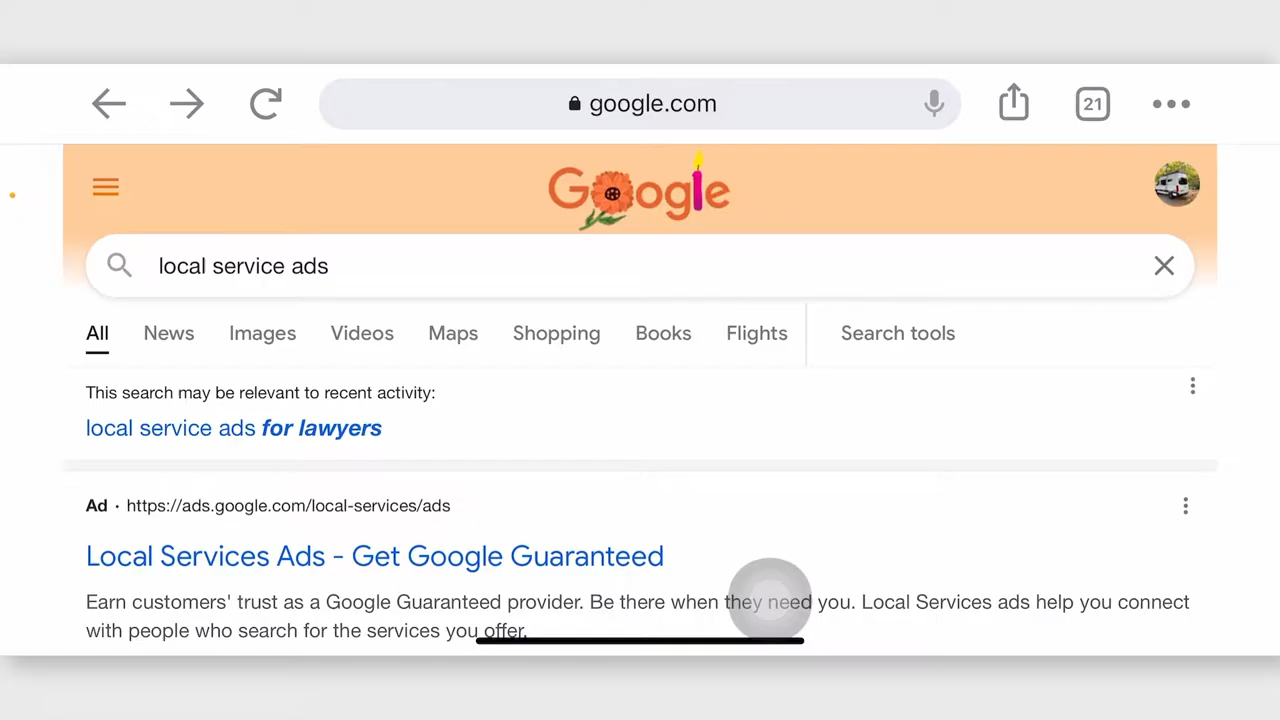 google.com
21
Google
local service ads
All News Images Videos Maps Shopping Books Flights Search tools
This search may be relevant to recent activity:
local service ads for lawyers
Ad · https://ads.google.com/local-services/ads
Local Services Ads - Get Google Guaranteed
Earn customers' trust as a Google Guaranteed provider. Be there when they need you. Local Services ads help you connect
with people who search for the services you offer.